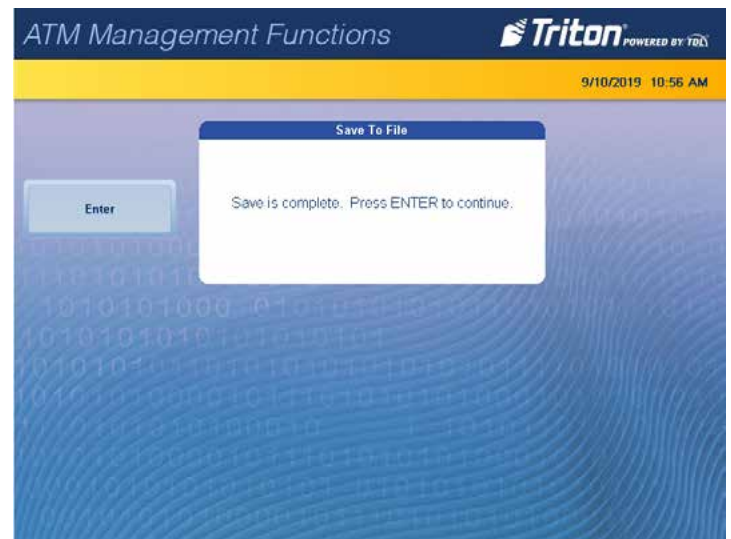 ATM Management Functions
Triton POWERED BY TDL
9/10/2019 10:56 AM
Save To File
Enter
Save is complete. Press ENTER to continue.